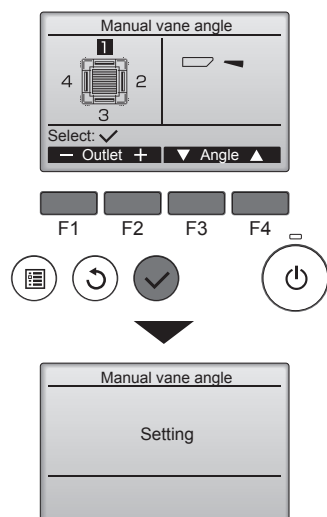 Manual vane angle
1
4 2
3
Select: ✓
− Outlet + ▼ Angle ▲
F1 F2 F3 F4
Manual vane angle
Setting